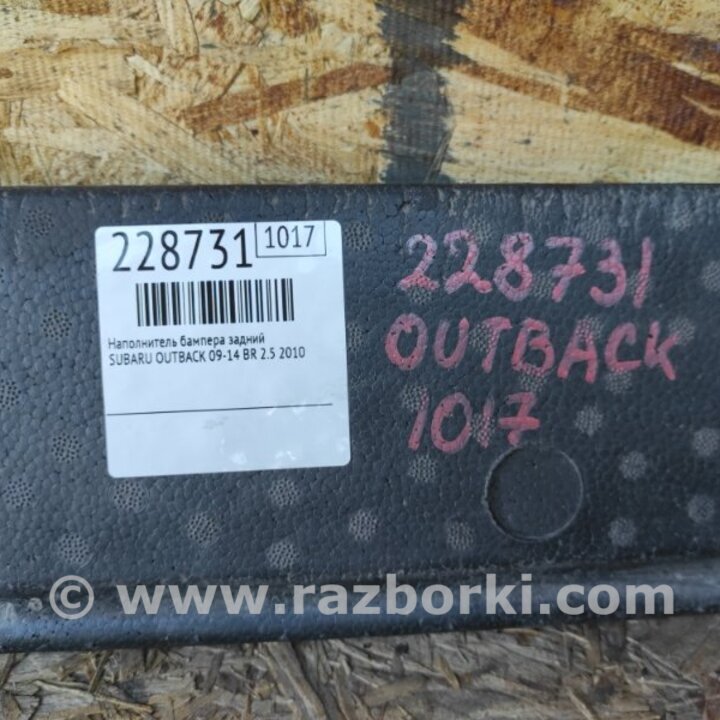 228731 1017
Наполнитель бампера задний
SUBARU OUTBACK 09-14 BR 2.5 2010
228731
OUTBACK
1017
© www.razborki.com